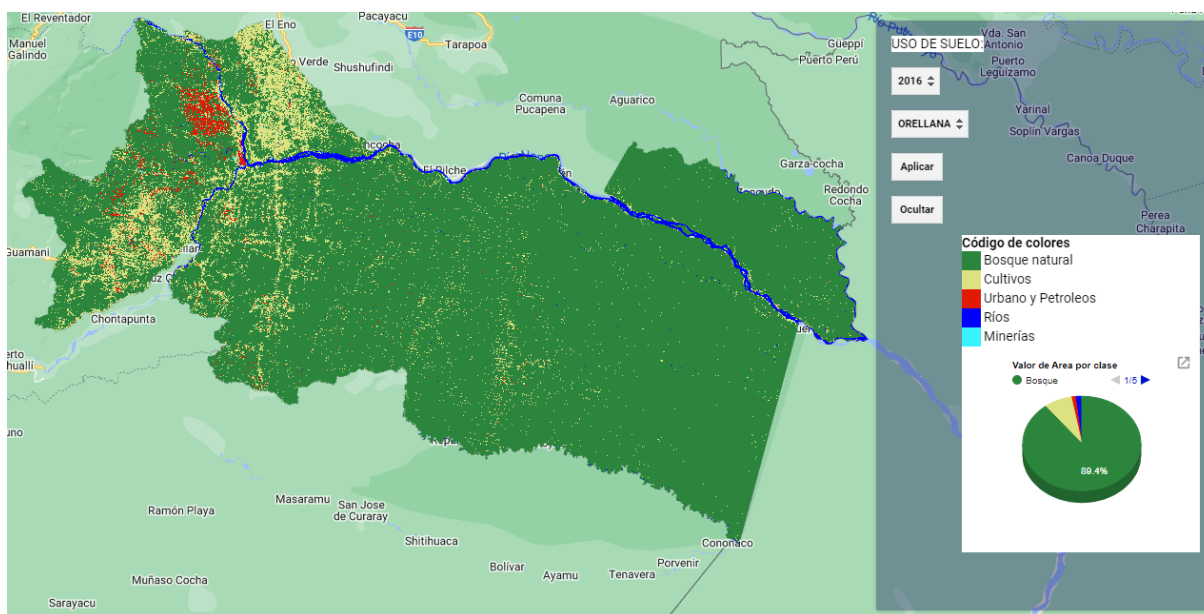 El Reventador
Pacayacu
El Eno
Manuel
Galindo
E10
Tarapoa
Verde
Shushufindi
Comuna
Pucapena
Aguarico
Güeppi
Puerto Perú
Garza-cocha
Redondo
Cocha
El Pilche
Guamani
Chontapunta
Masaramu
San Jose
de Curaray
Ramón Playa
Shitihuaca
Bolívar
Ayamu
Tenavera
Porvenir
Cononaco
Muñaso Cocha
Sarayacu
USO DE SUELO:
2016
ORELLANA
Aplicar
Ocultar
Vda. San
Antonio
Puerto
Leguízamo
Yarinal
Soplín Vargas
Canoa Duque
Perea
Charapita
Código de colores
Bosque natural
Cultivos
Urbano y Petroleos
Ríos
Minerías
Valor de Area por clase
Bosque
1/5
89.4%